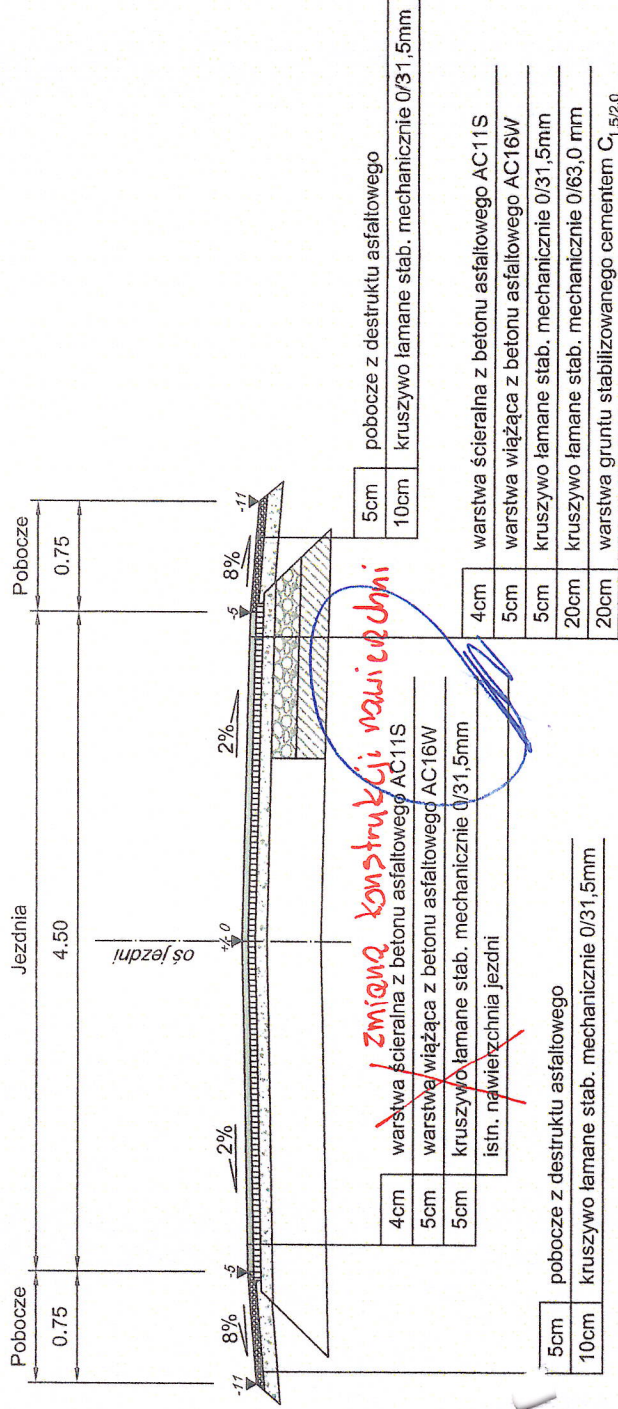 Pobocze
Jezdnia
Pobocze
0.75
4.50
0.75
oś jezdni
8%
2%
2%
8%
-11
-5
+/- 0
-5
-11
zmiana konstrukcji nawierzchni
4cm warstwa ścieralna z betonu asfaltowego AC11S
5cm warstwa wiążąca z betonu asfaltowego AC16W
5cm kruszywo łamane stab. mechanicznie 0/31,5mm
istn. nawierzchnia jezdni
5cm pobocze z destruktu asfaltowego
10cm kruszywo łamane stab. mechanicznie 0/31,5mm
5cm pobocze z destruktu asfaltowego
10cm kruszywo łamane stab. mechanicznie 0/31,5mm
4cm warstwa ścieralna z betonu asfaltowego AC11S
5cm warstwa wiążąca z betonu asfaltowego AC16W
5cm kruszywo łamane stab. mechanicznie 0/31,5mm
20cm kruszywo łamane stab. mechanicznie 0/63,0 mm
20cm warstwa gruntu stabilizowanego cementem C1,5/2,0